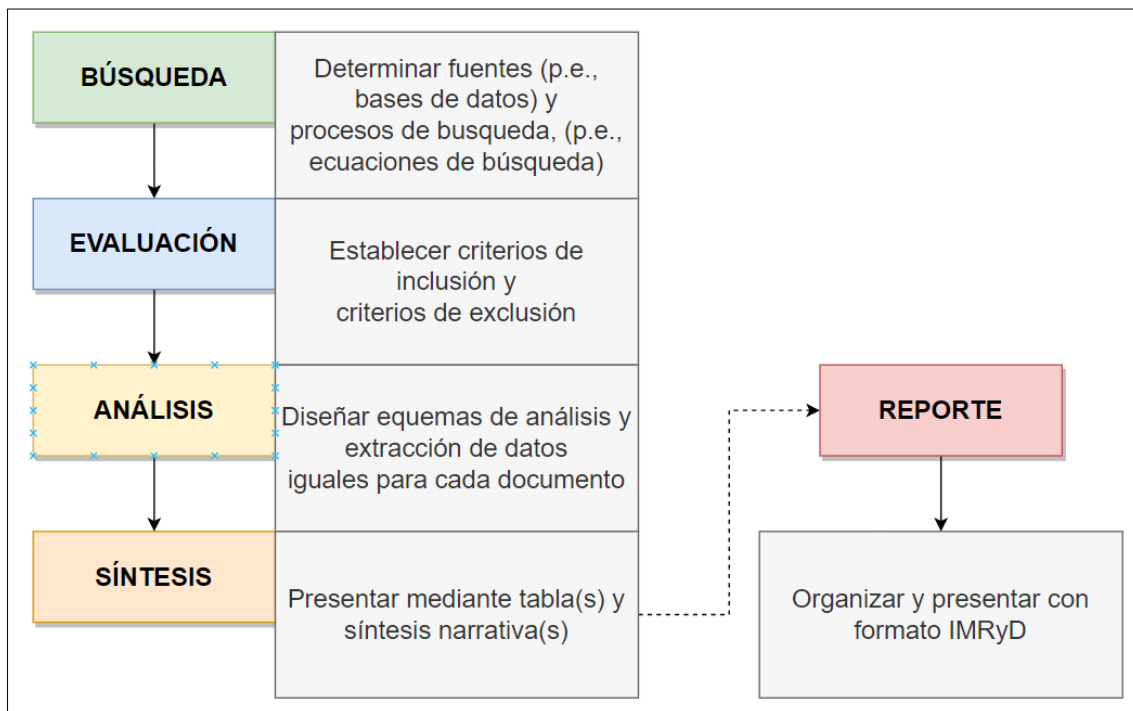 BÚSQUEDA
Determinar fuentes (p.e.,
bases de datos) y
procesos de busqueda, (p.e.,
ecuaciones de búsqueda)
EVALUACIÓN
Establecer criterios de
inclusión y
criterios de exclusión
ANÁLISIS
Diseñar equemas de análisis y
extracción de datos
iguales para cada documento
SÍNTESIS
Presentar mediante tabla(s) y
síntesis narrativa(s)
REPORTE
Organizar y presentar con
formato IMRyD